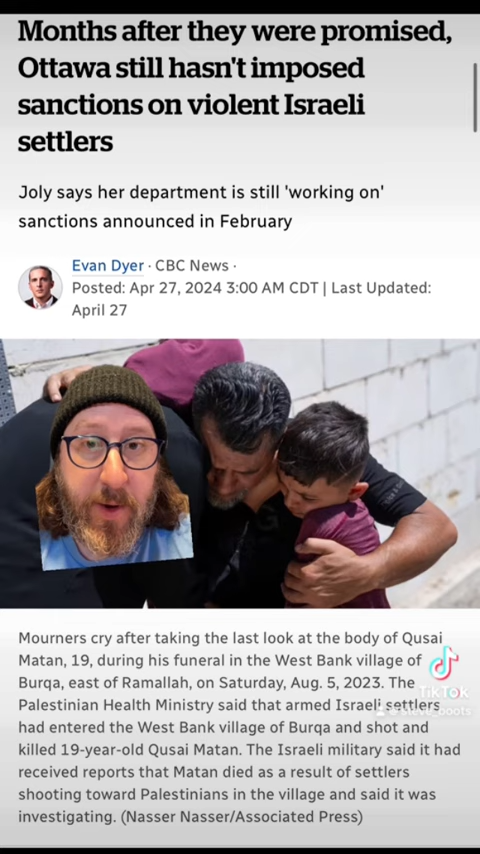 Months after they were promised,
Ottawa still hasn't imposed
sanctions on violent Israeli
settlers
Joly says her department is still 'working on'
sanctions announced in February
Evan Dyer · CBC News ·
Posted: Apr 27, 2024 3:00 AM CDT | Last Updated:
April 27
Mourners cry after taking the last look at the body of Qusai
Matan, 19, during his funeral in the West Bank village of
Burqa, east of Ramallah, on Saturday, Aug. 5, 2023. The
Palestinian Health Ministry said that armed Israeli settlers
had entered the West Bank village of Burqa and shot and
killed 19-year-old Qusai Matan. The Israeli military said it had
received reports that Matan died as a result of settlers
shooting toward Palestinians in the village and said it was
investigating. (Nasser Nasser/Associated Press)
TikTok